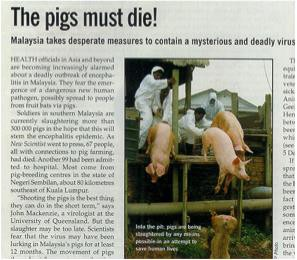 The pigs must die!
Malaysia takes desperate measures to contain a mysterious and deadly virus
HEALTH officials in Asia and beyond
are becoming increasingly alarmed
about a deadly outbreak of encepha-
litis in Malaysia. They fear the emer-
gence of a dangerous new human
pathogen, possibly spread to people
from fruit bats via pigs.
Soldiers in southern Malaysia are
currently slaughtering more than
300 000 pigs in the hope that this will
stem the encephalitis epidemic. As
New Scientist went to press, 67 people,
all with connections to pig farming,
had died. Another 99 had been admit-
ted to hospital. Most come from
pig-breeding centres in the state of
Negeri Sembilan, about 80 kilometres
southeast of Kuala Lumpur.
"Shooting the pigs is the best thing
they can do in the short term," says
John Mackenzie, a virologist at the
University of Queensland. But the
slaughter may be too late. Scientists
fear that the virus may have been
lurking in Malaysia's pigs for at least
12 months. The movement of pigs
Into the pit: pigs are being
slaughtered by any means
possible in an attempt to
save human lives